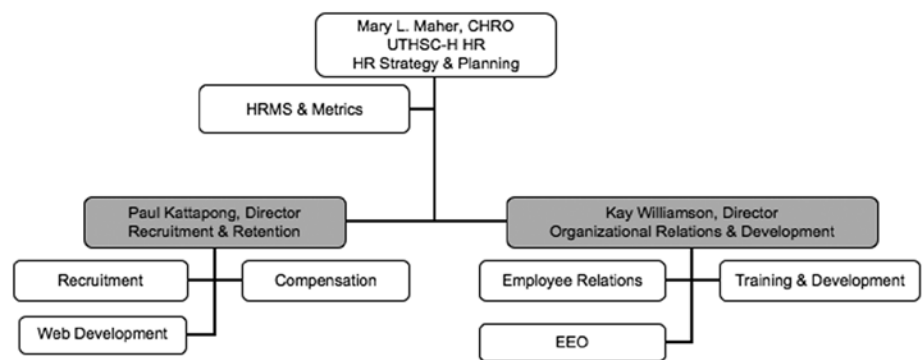 Mary L. Maher, CHRO
UTHSC-H HR
HR Strategy & Planning
HRMS & Metrics
Paul Kattapong, Director
Recruitment & Retention
Kay Williamson, Director
Organizational Relations & Development
Recruitment
Compensation
Employee Relations
Training & Development
Web Development
EEO